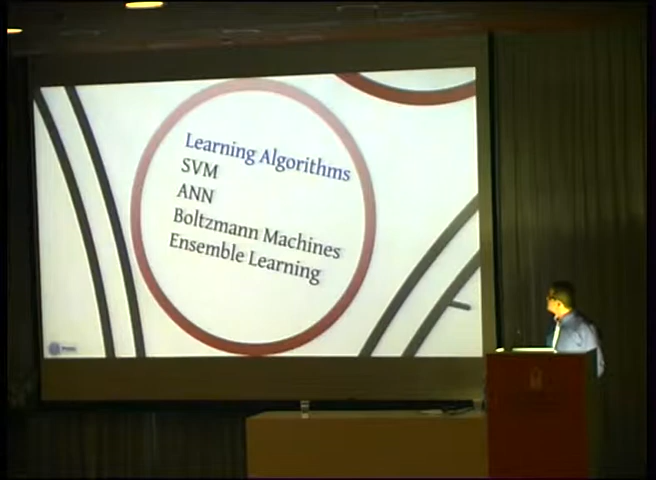 Learning Algorithms
SVM
ANN
Boltzmann Machines
Ensemble Learning